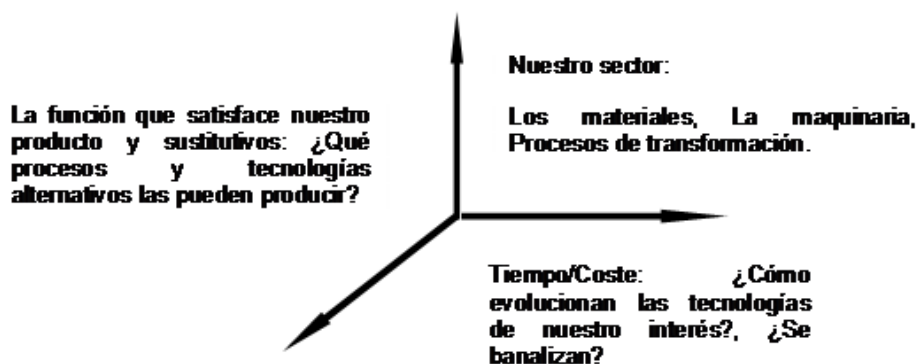 Nuestro sector:
Los materiales, La maquinaria,
Procesos de transformación.
La función que satisface nuestro
producto y sustitutivos: ¿Qué
procesos y tecnologías
alternativos las pueden producir?
Tiempo/Coste: ¿Cómo
evolucionan las tecnologías
de nuestro interés?, ¿Se
banalizan?